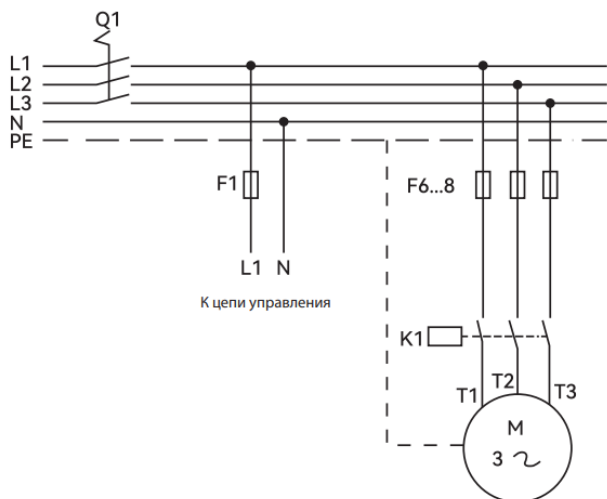 Q1
L1
L2
L3
N
PE
F1
F6...8
L1 N
К цепи управления
K1
T1 T2 T3
M
3 ~